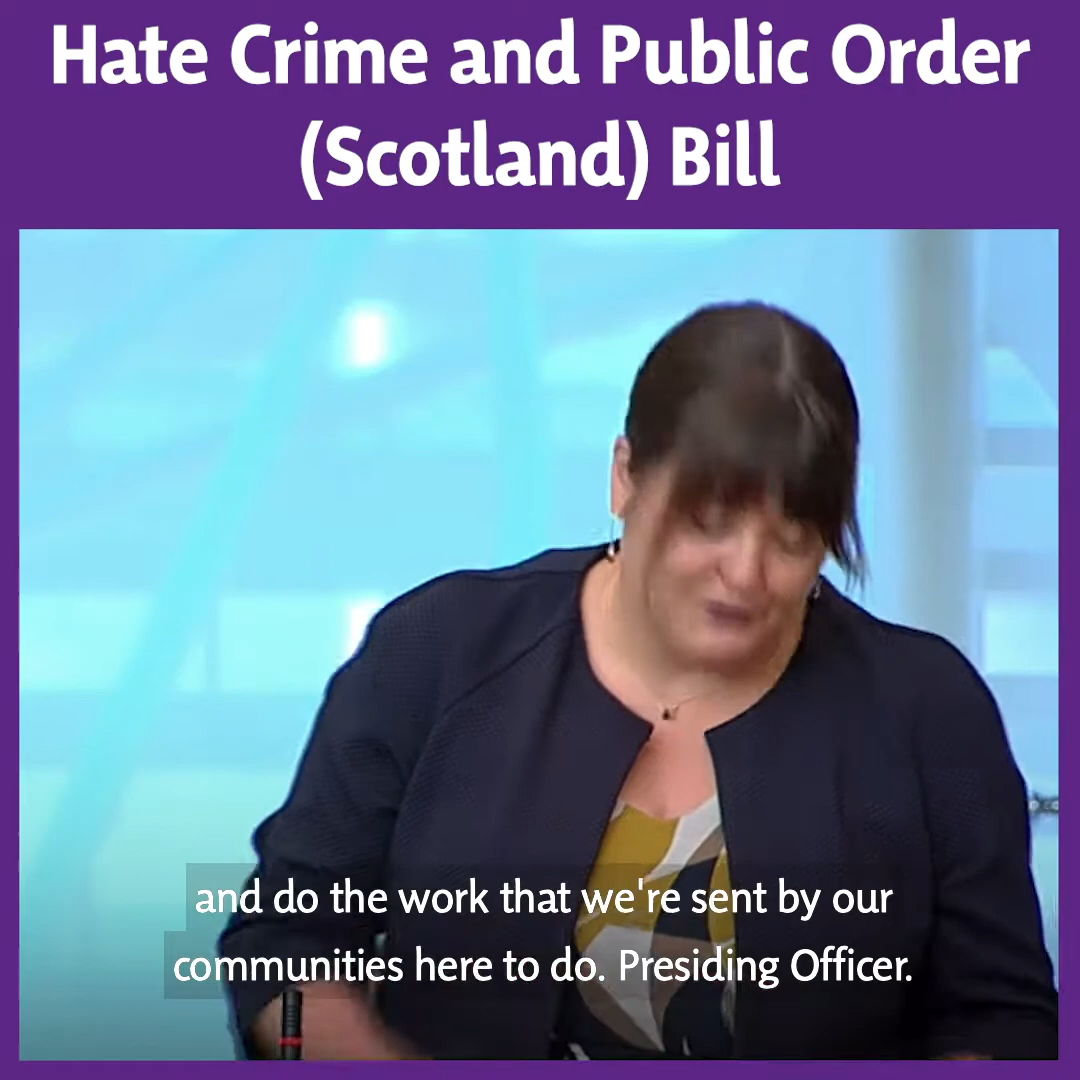 Hate Crime and Public Order
(Scotland) Bill
and do the work that we're sent by our
communities here to do. Presiding Officer.